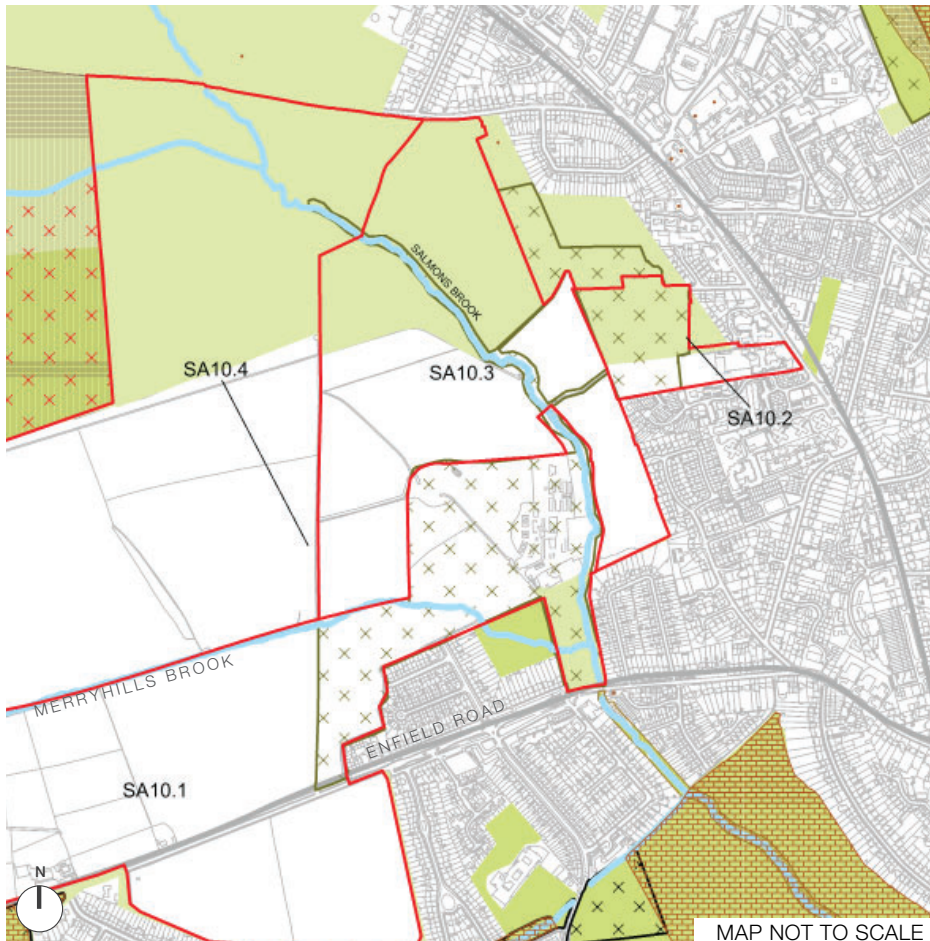 SALMONS BROOK
SA10.4
SA10.3
SA10.2
MERRYHILLS BROOK
ENFIELD ROAD
SA10.1
N
MAP NOT TO SCALE